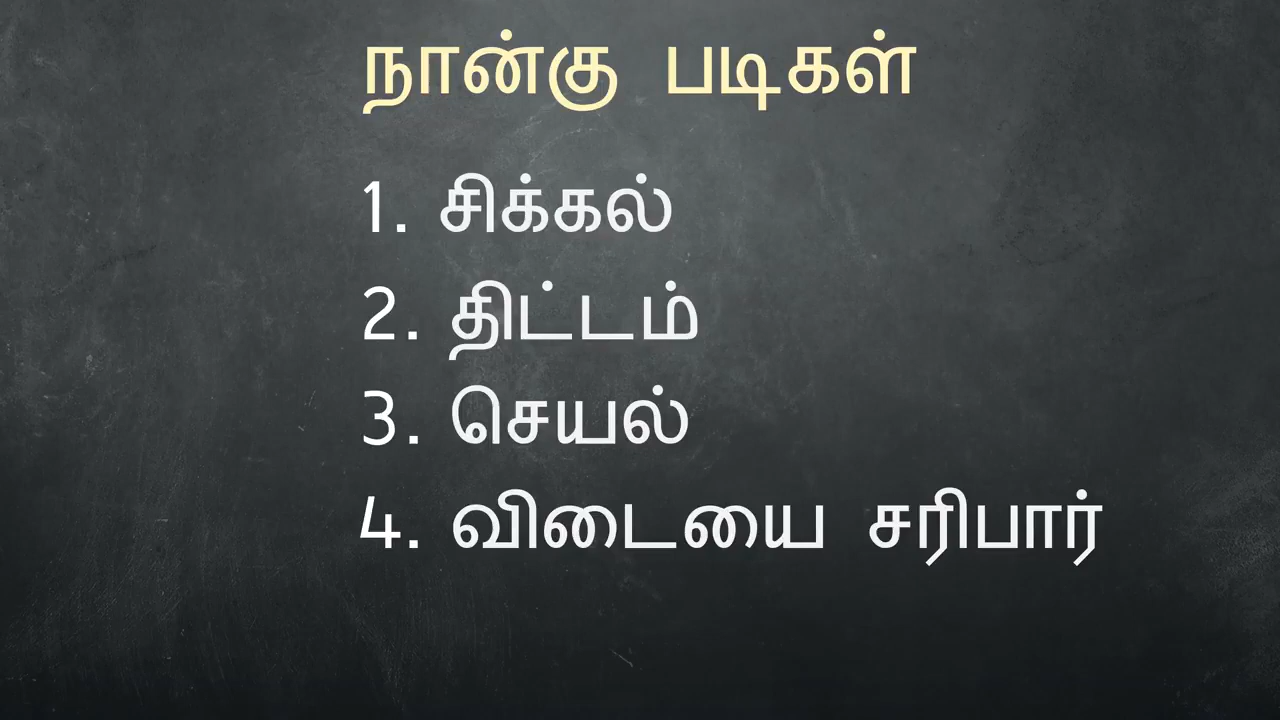 நான்கு படிகள்
1. சிக்கல்
2. திட்டம்
3. செயல்
4. விடையை சரிபார்